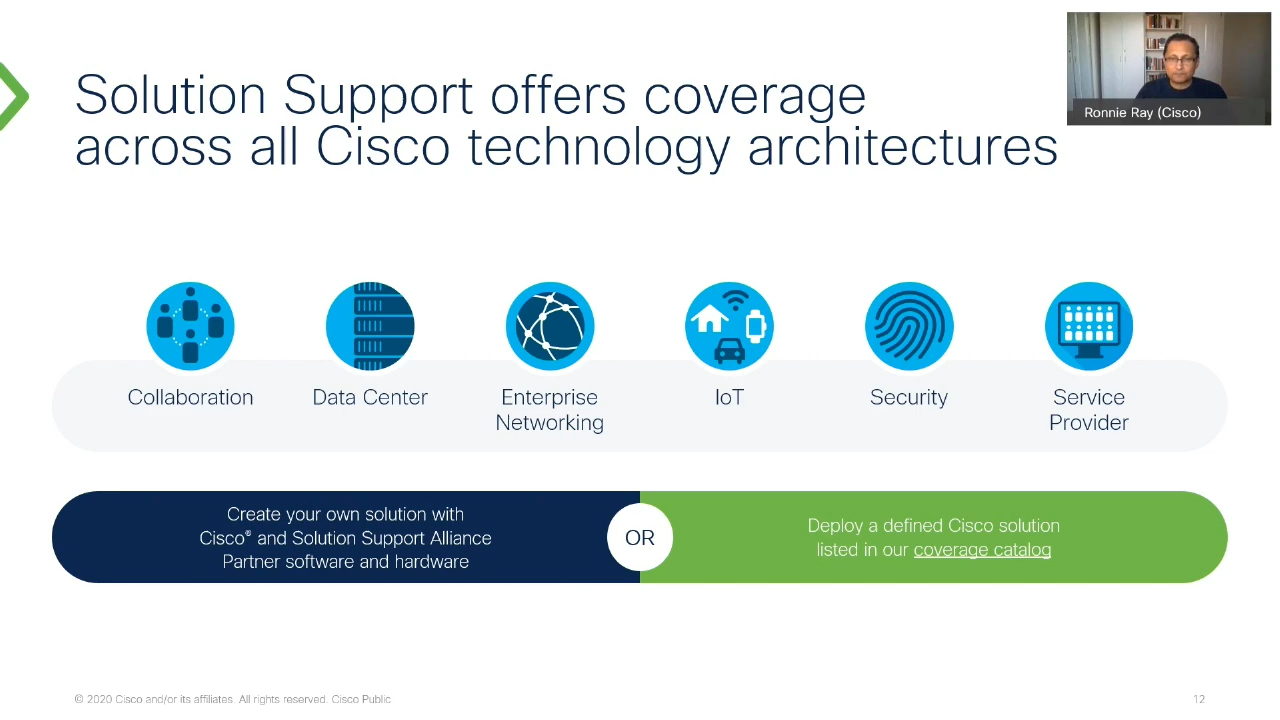 Solution Support offers coverage
across all Cisco technology architectures
Ronnie Ray (Cisco)
Collaboration
Data Center
Enterprise
Networking
IoT
Security
Service
Provider
Create your own solution with
Cisco® and Solution Support Alliance
Partner software and hardware
OR
Deploy a defined Cisco solution
listed in our coverage catalog
© 2020 Cisco and/or its affiliates. All rights reserved. Cisco Public
12